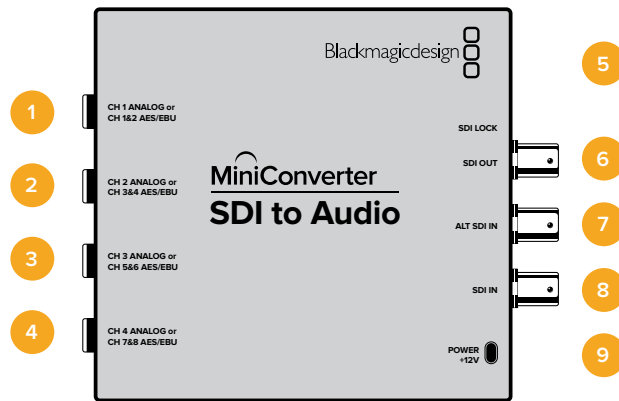 Blackmagicdesign
5
1
CH 1 ANALOG or
CH 1&2 AES/EBU
SDI LOCK
6
SDI OUT
2
CH 2 ANALOG or
CH 3&4 AES/EBU
MiniConverter
SDI to Audio
7
ALT SDI IN
3
CH 3 ANALOG or
CH 5&6 AES/EBU
8
SDI IN
4
CH 4 ANALOG or
CH 7&8 AES/EBU
9
POWER
+12V